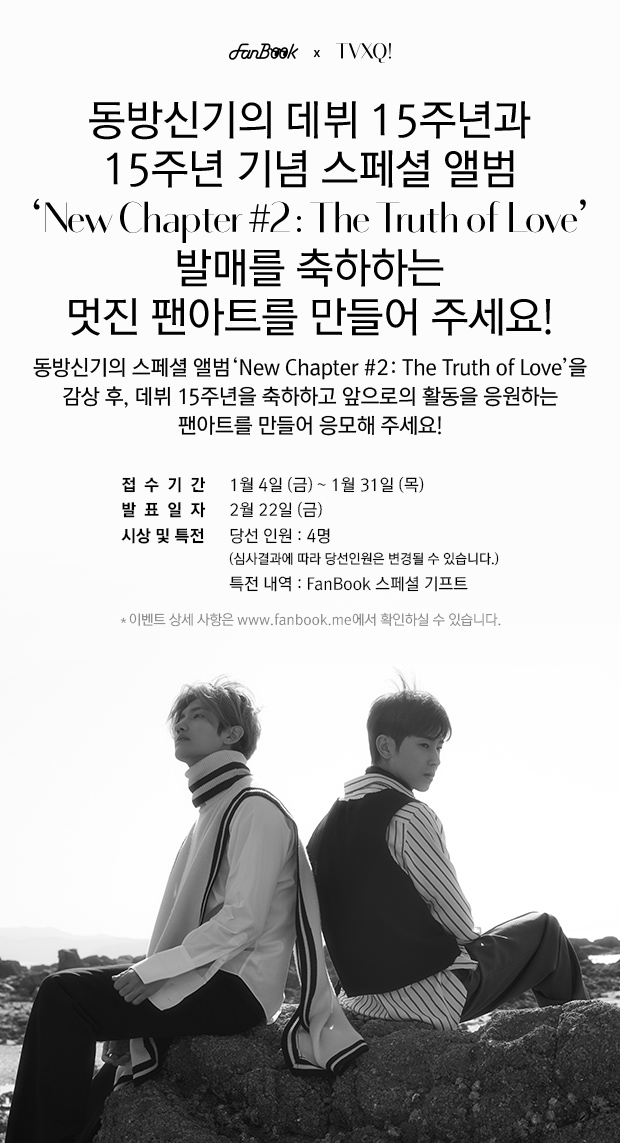 FanBook x TVXQ!
동방신기의 데뷔 15주년과
15주년 기념 스페셜 앨범
‘New Chapter #2 : The Truth of Love’
발매를 축하하는
멋진 팬아트를 만들어 주세요!
동방신기의 스페셜 앨범 ‘New Chapter #2 : The Truth of Love’을
감상 후, 데뷔 15주년을 축하하고 앞으로의 활동을 응원하는
팬아트를 만들어 응모해 주세요!
접 수 기 간 1월 4일 (금) ~ 1월 31일 (목)
발 표 일 자 2월 22일 (금)
시상 및 특전 당선 인원 : 4명
(심사결과에 따라 당선인원은 변경될 수 있습니다.)
특전 내역 : FanBook 스페셜 기프트
* 이벤트 상세 사항은 www.fanbook.me에서 확인하실 수 있습니다.